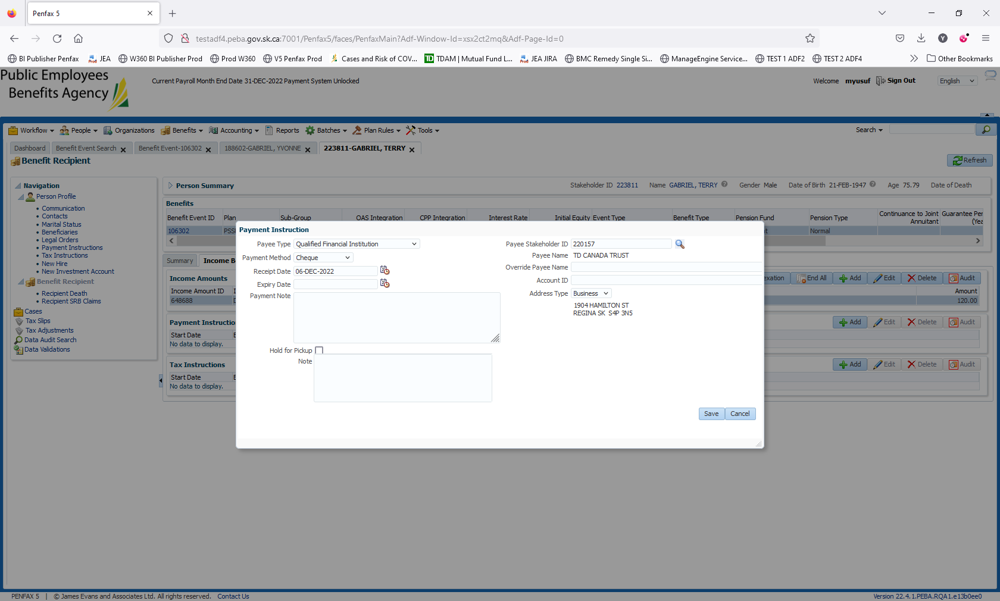 Penfax 5
testadf4.peba.gov.sk.ca:7001/Penfax5/faces/PenfaxMain?Adf-Window-Id=xsx2ct2mq&Adf-Page-Id=0
BI Publisher Penfax JEA W360 BI Publisher Prod Prod W360 V5 Penfax Prod Cases and Risk of COV... TDAM | Mutual Fund L... JEA JIRA BMC Remedy Single Si... ManageEngine Service... TEST 1 ADF2 TEST 2 ADF4 Other Bookmarks
Public Employees
Benefits Agency
Current Payroll Month End Date 31-DEC-2022 Payment System Unlocked
Welcome myusuf Sign Out English
Workflow People Organizations Benefits Accounting Reports Batches Plan Rules Tools Search
Dashboard Benefit Event Search Benefit Event-106302 188602-GABRIEL, YVONNE 223811-GABRIEL, TERRY
Benefit Recipient Refresh
Navigation
Person Profile
Communication
Contacts
Marital Status
Beneficiaries
Legal Orders
Payment Instructions
Tax Instructions
New Hire
New Investment Account
Benefit Recipient
Recipient Death
Recipient SRB Claims
Cases
Tax Slips
Tax Adjustments
Data Audit Search
Data Validations
Person Summary Stakeholder ID 223811 Name GABRIEL, TERRY Gender Male Date of Birth 21-FEB-1947 Age 75.79 Date of Death
Benefits
Benefit Event ID Plan Sub-Group OAS Integration CPP Integration Interest Rate Initial Equity Event Type Benefit Type Pension Fund Pension Type Continuance to Joint Annuitant Guarantee Per (Yea
106302 PSS Normal
Summary Income B
Income Amounts exation End All Add Edit Delete Audit
Income Amount ID Amount
648688 120.00
Payment Instructio Add Edit Delete Audit
Start Date
No data to display.
Tax Instructions Add Edit Delete Audit
Start Date
No data to display.
Payment Instruction
Payee Type Qualified Financial Institution
Payment Method Cheque
Receipt Date 06-DEC-2022
Expiry Date
Payment Note
Hold for Pickup
Note
Payee Stakeholder ID 220157
Payee Name TD CANADA TRUST
Override Payee Name
Account ID
Address Type Business
1904 HAMILTON ST
REGINA SK S4P 3N5
Save Cancel
PENFAX 5 | © James Evans and Associates Ltd. All rights reserved. Contact Us
Version 22.4.1.PEBA.RQA1.e13b0ee0